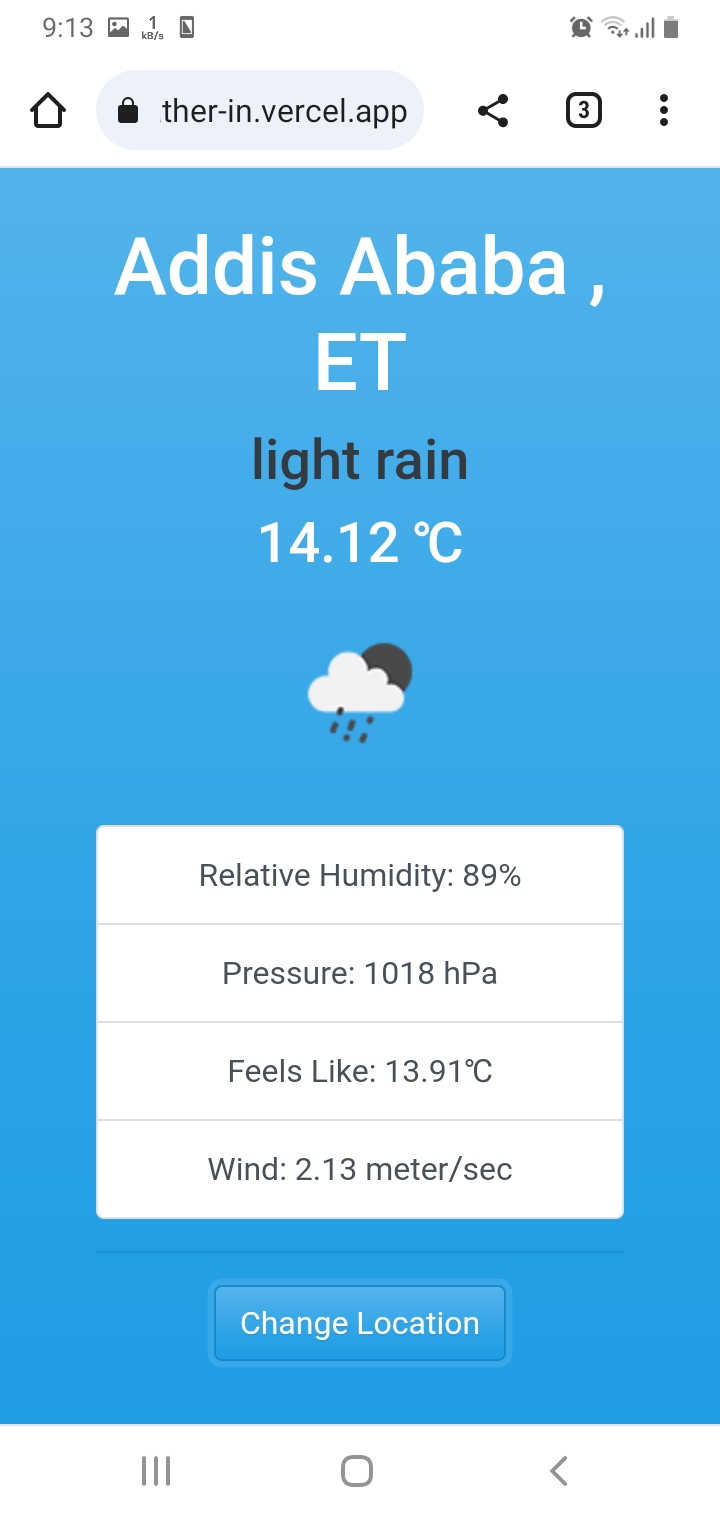 9:13
1
kB/s
ther-in.vercel.app
3
Addis Ababa ,
ET
light rain
14.12 ℃
Relative Humidity: 89%
Pressure: 1018 hPa
Feels Like: 13.91℃
Wind: 2.13 meter/sec
Change Location